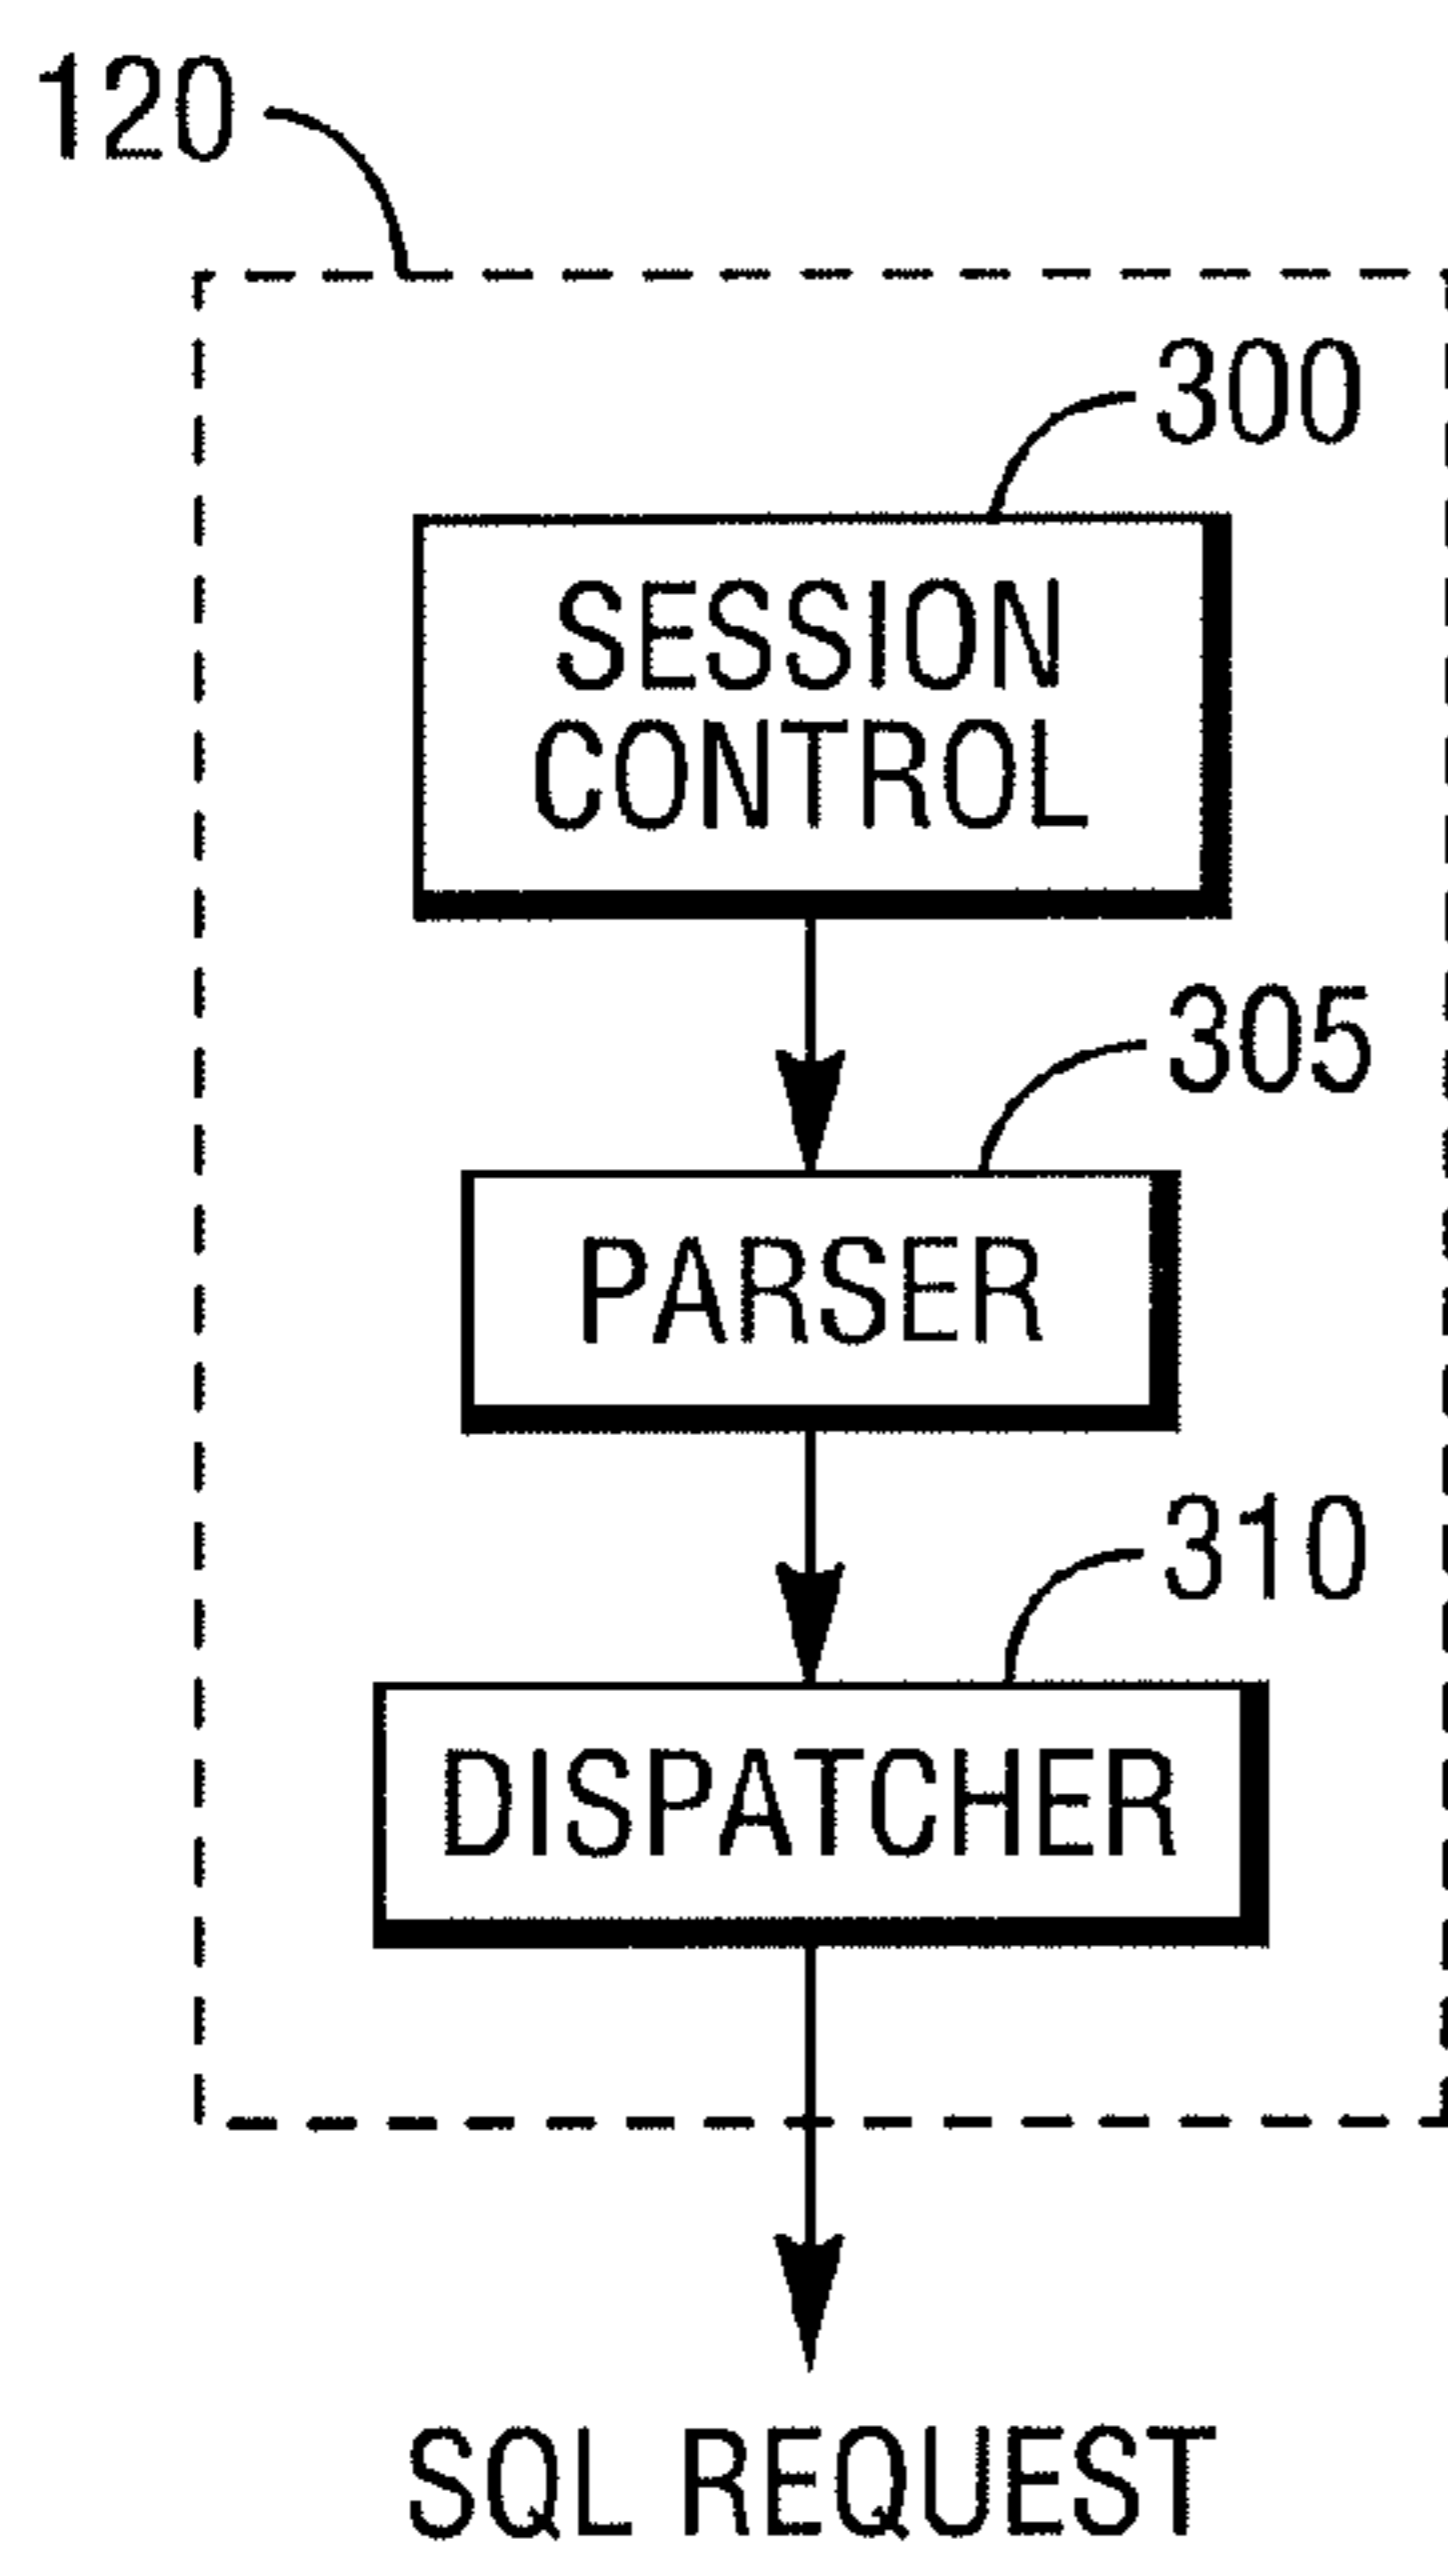 120
300
SESSION
CONTROL
305
PARSER
310
DISPATCHER
SQL REQUEST